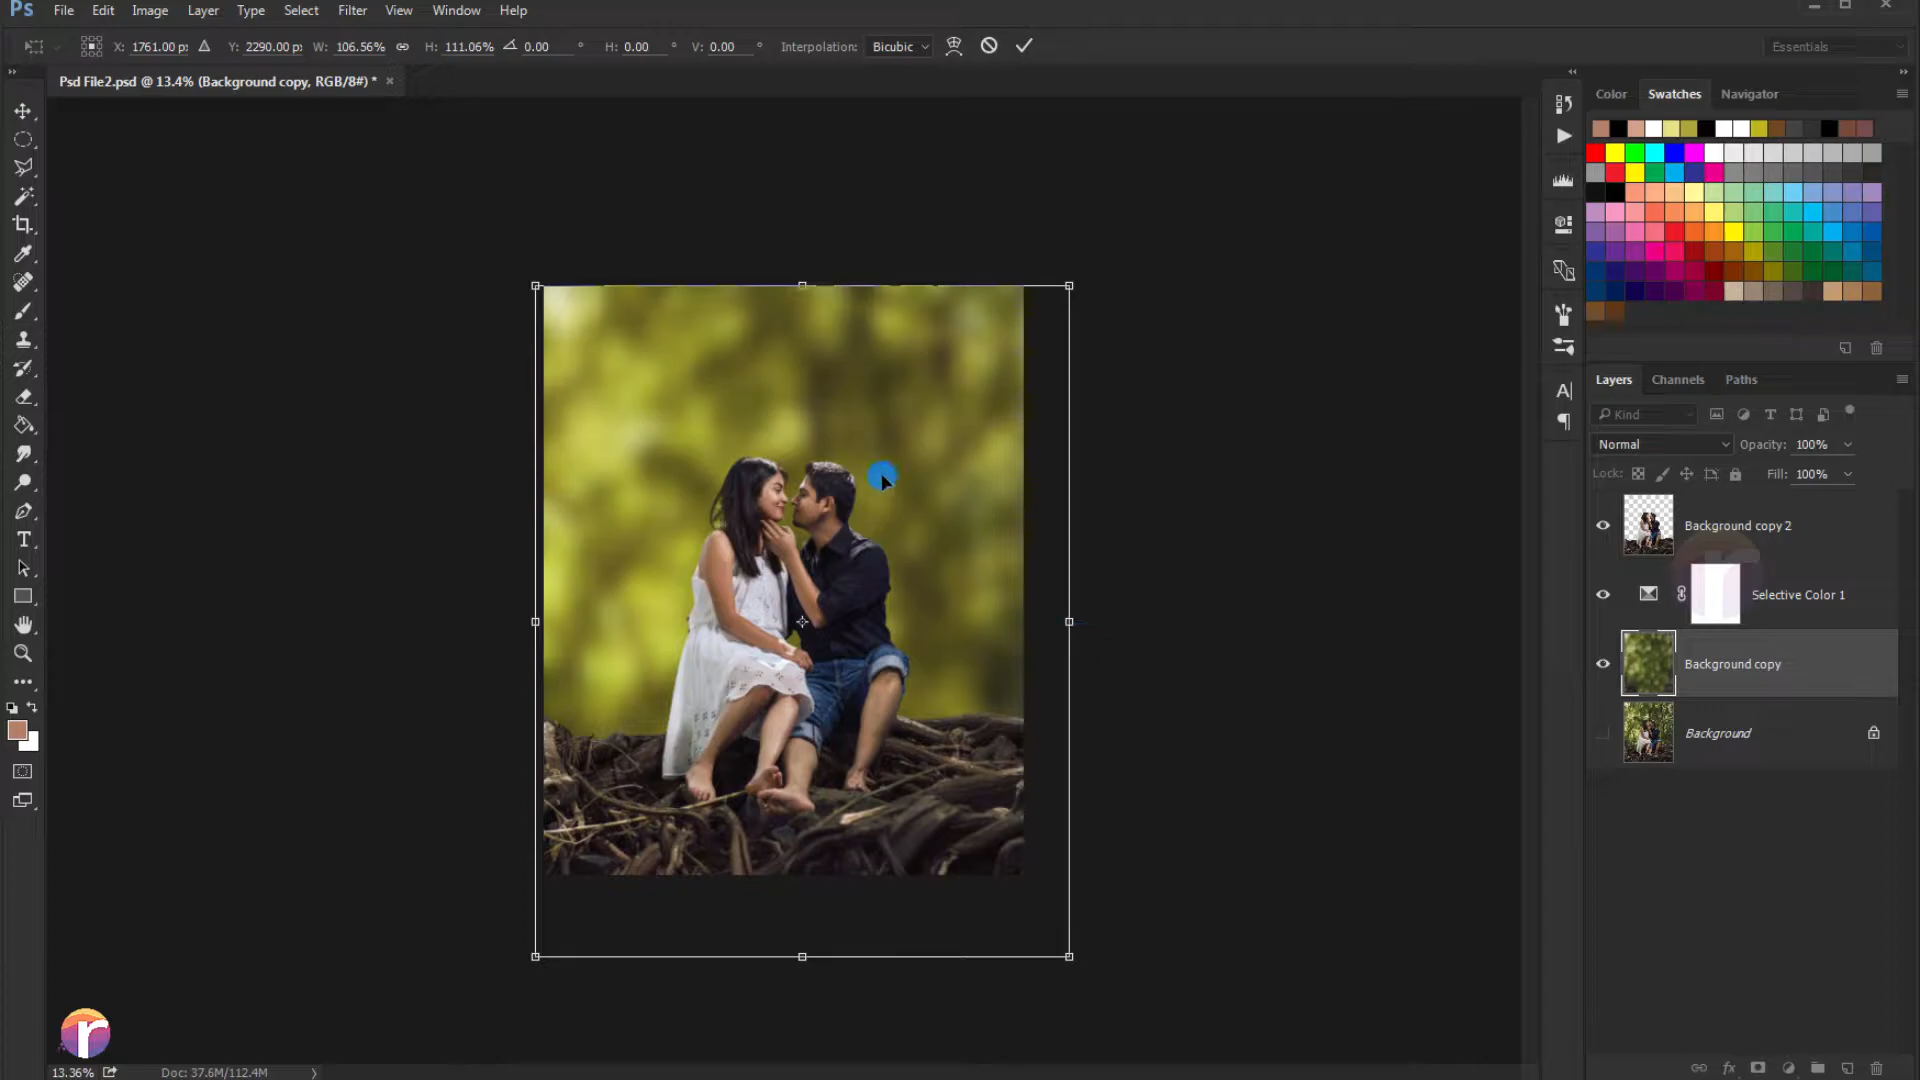 Ps File Edit Image Layer Type Select Filter View Window Help
X: 1761.00 px Y: 2290.00 px W: 106.56% H: 111.06% 0.00 ° H: 0.00 ° V: 0.00 ° Interpolation: Bicubic Essentials
Psd File2.psd @ 13.4% (Background copy, RGB/8#) * ×
Color Swatches Navigator
Layers Channels Paths
Kind
Normal Opacity: 100%
Lock: Fill: 100%
Background copy 2
Selective Color 1
Background copy
Background
r
13.36% Doc: 37.6M/112.4M